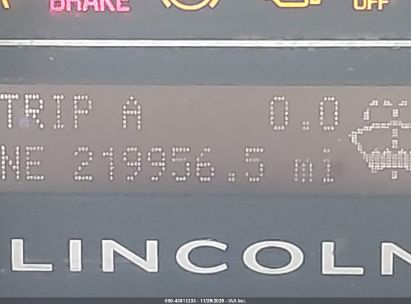 BRAKE OFF
TRIP A 0.0
NE 219956.5 mi
LINCOLN